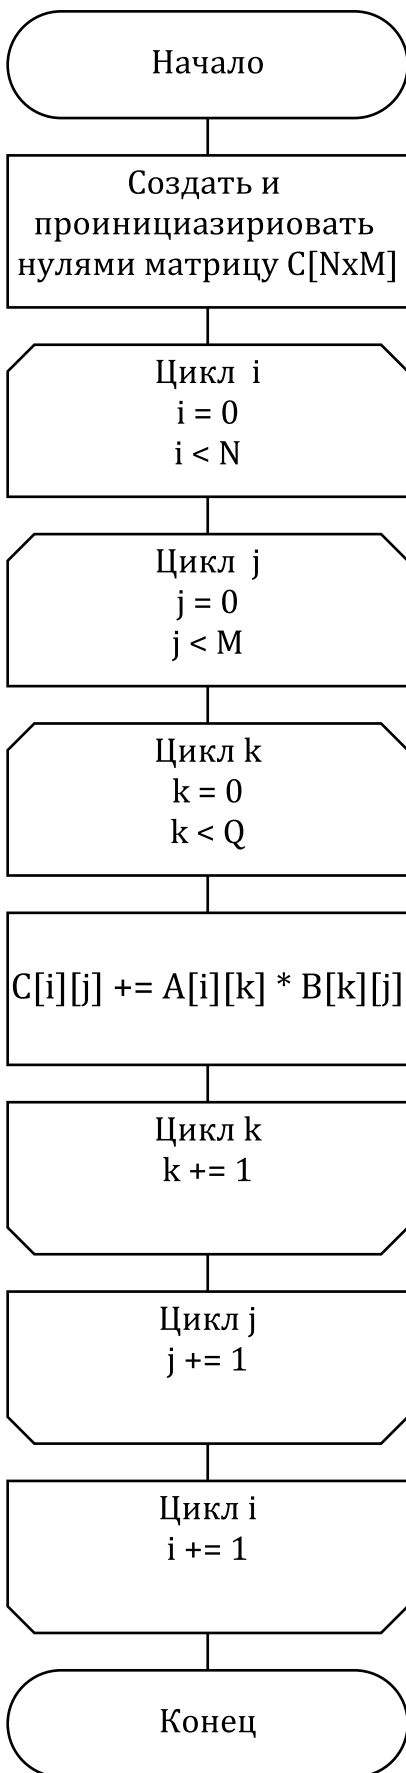 Начало
Создать и
проинициазириовать
нулями матрицу C[NxM]
Цикл i
i = 0
i < N
Цикл j
j = 0
j < M
Цикл k
k = 0
k < Q
C[i][j] += A[i][k] * B[k][j]
Цикл k
k += 1
Цикл j
j += 1
Цикл i
i += 1
Конец